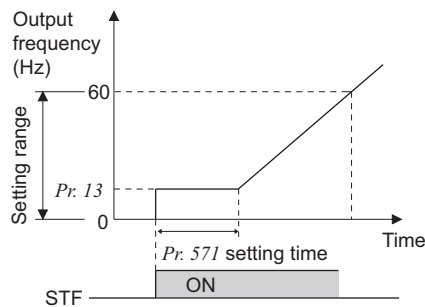 Output
frequency
(Hz)
Setting range
60
Pr. 13
0
Time
Pr. 571 setting time
ON
STF